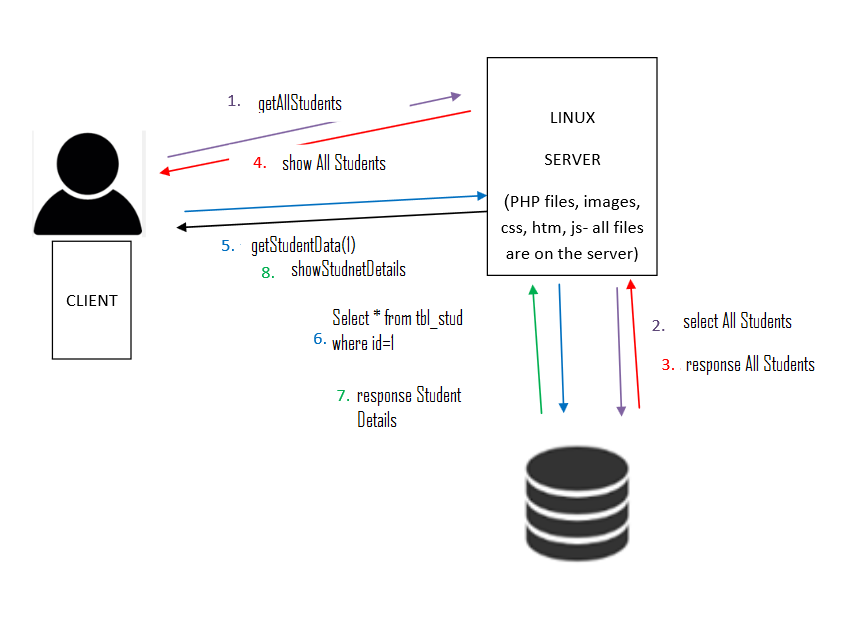 1. getAllStudents
4. show All Students
LINUX
SERVER
(PHP files, images,
css, htm, js- all files
are on the server)
5. getStudentData(1)
8. showStudnetDetails
CLIENT
6. Select * from tbl_stud
where id=1
7. response Student
Details
2. select All Students
3. response All Students